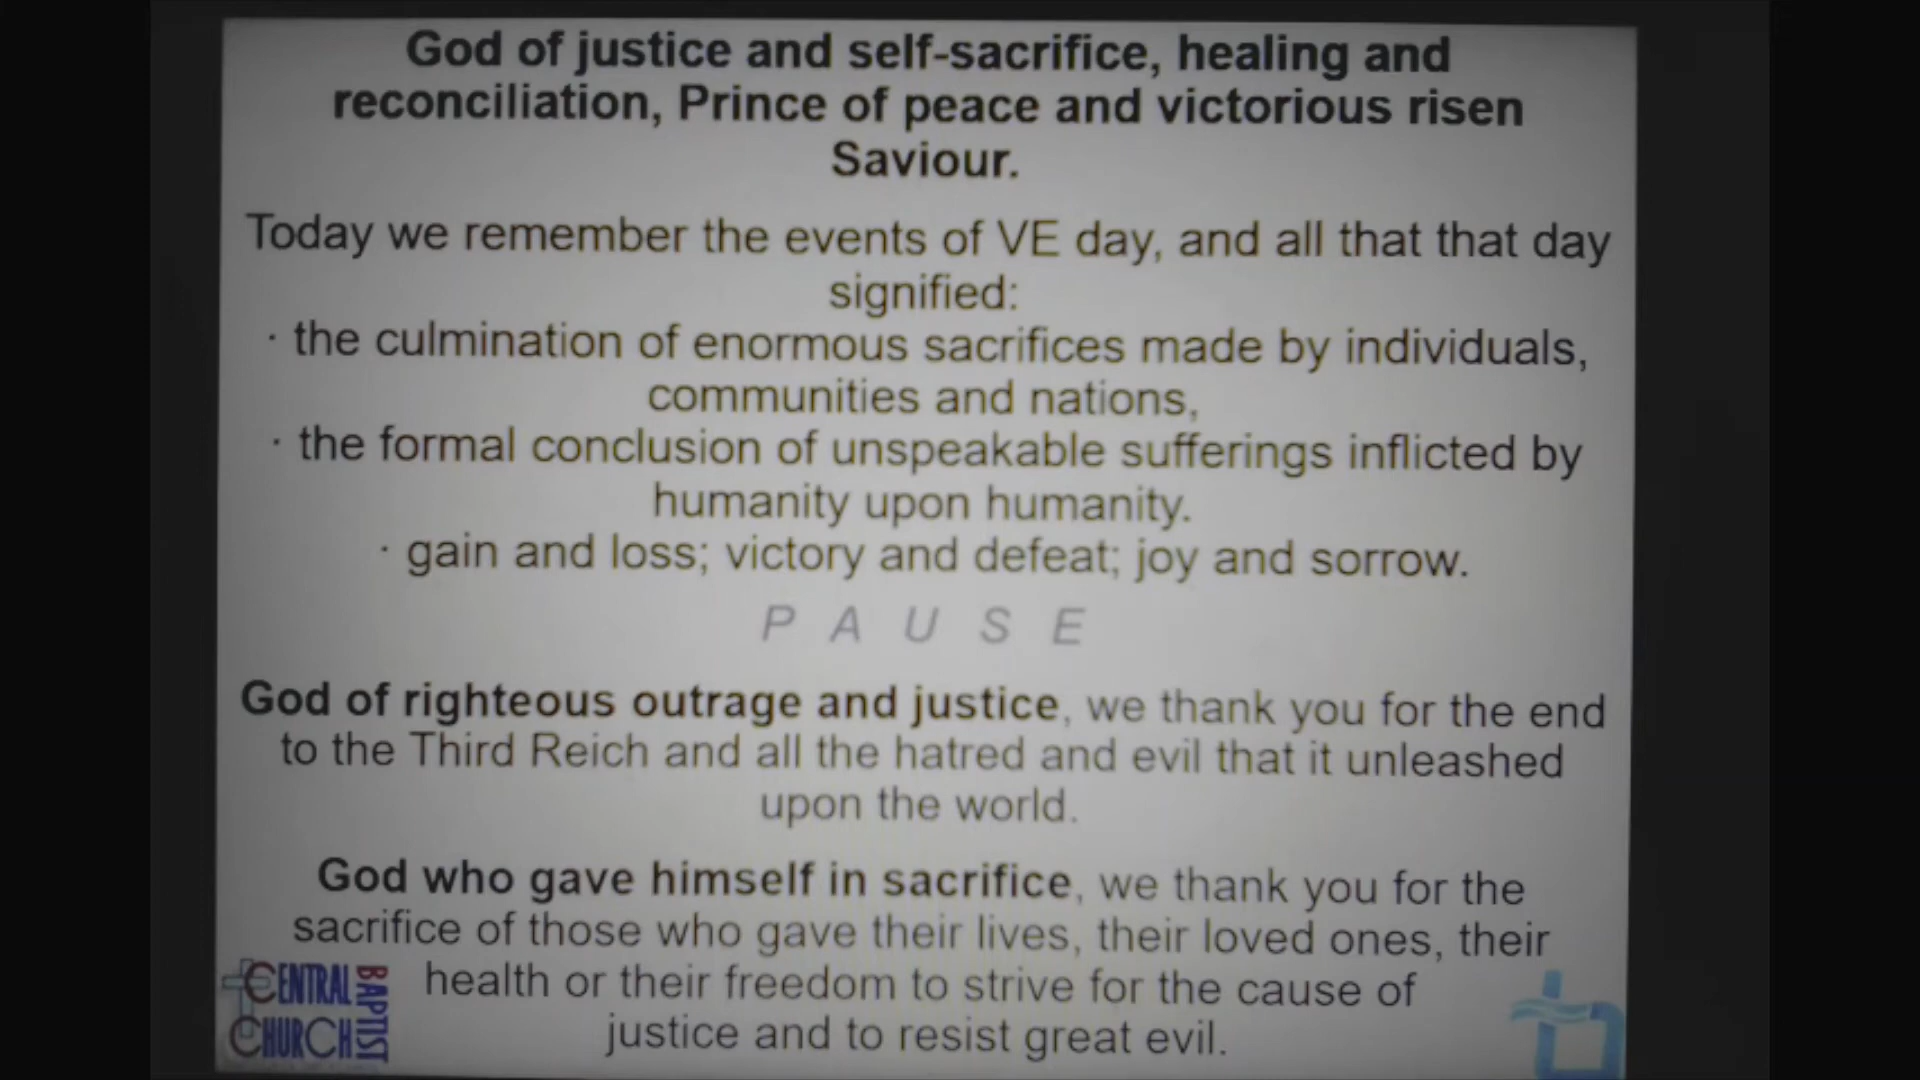 God of justice and self-sacrifice, healing and
reconciliation, Prince of peace and victorious risen
Saviour.
Today we remember the events of VE day, and all that that day
signified:
· the culmination of enormous sacrifices made by individuals,
communities and nations,
· the formal conclusion of unspeakable sufferings inflicted by
humanity upon humanity.
· gain and loss; victory and defeat; joy and sorrow.
P A U S E
God of righteous outrage and justice, we thank you for the end
to the Third Reich and all the hatred and evil that it unleashed
upon the world.
God who gave himself in sacrifice, we thank you for the
sacrifice of those who gave their lives, their loved ones, their
health or their freedom to strive for the cause of
justice and to resist great evil.
CENTRAL
CHURCH
BAPTIST